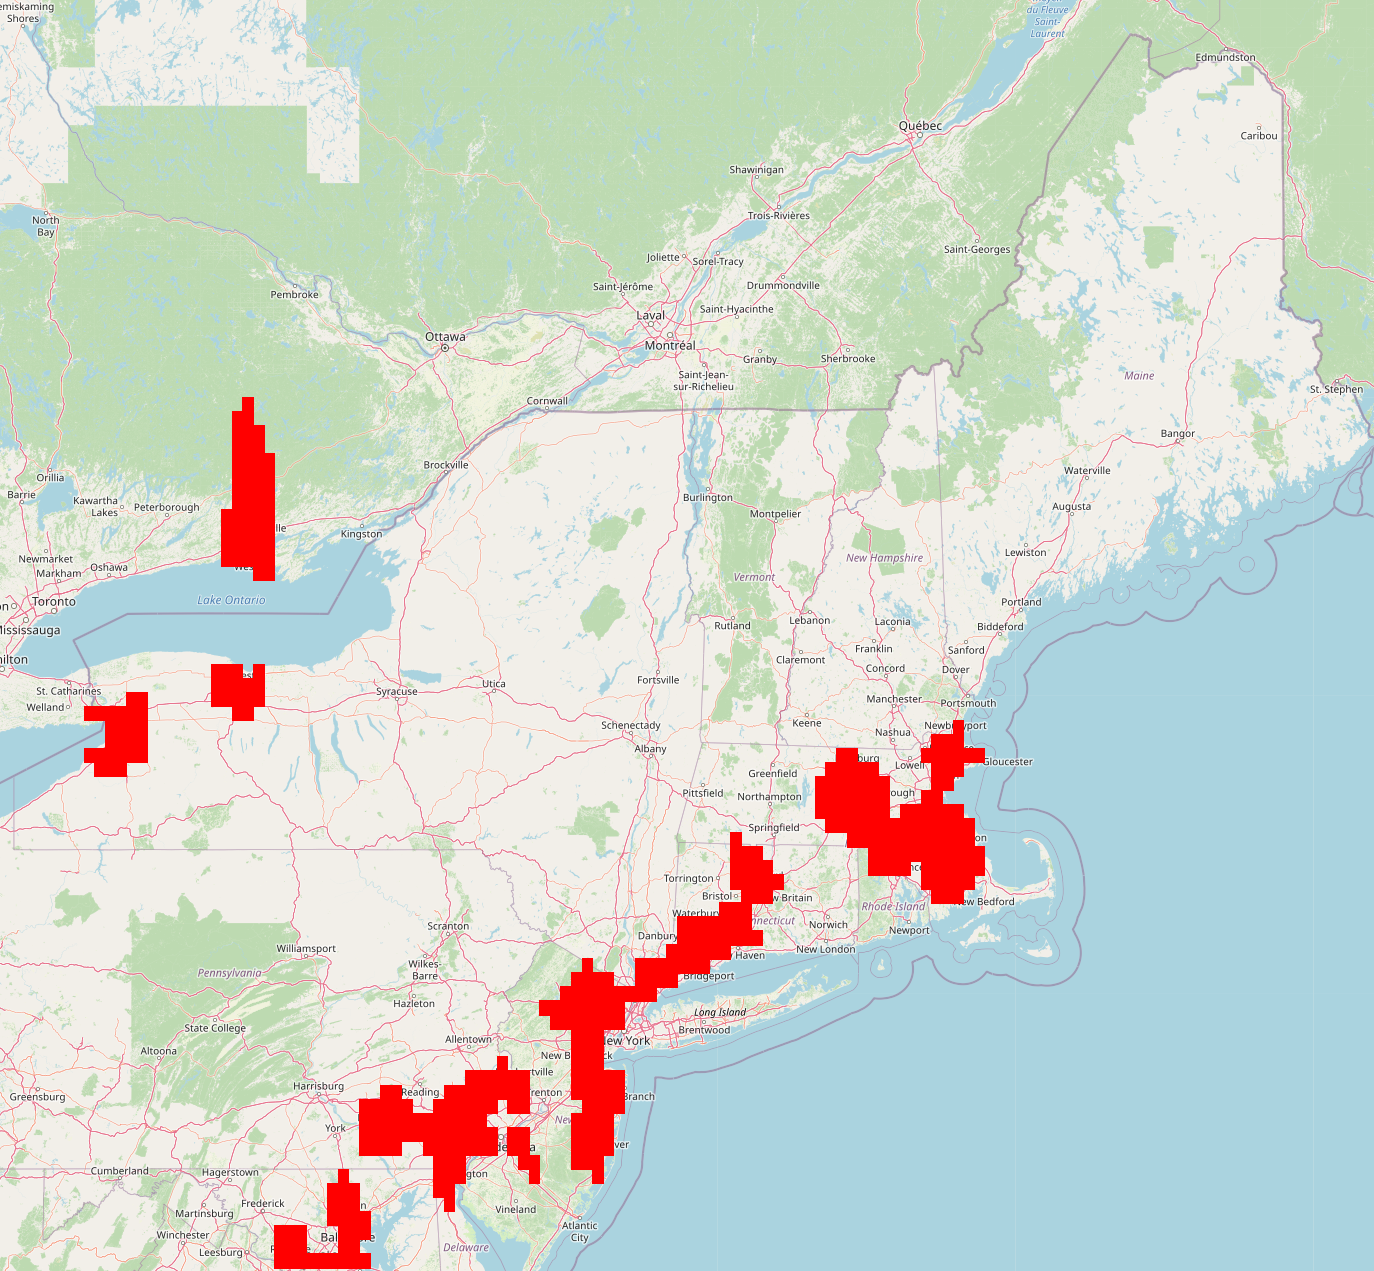 emiskaming
Shores
du Fleuve
Saint-
Laurent
Edmundston
Québec
Caribou
Shawinigan
Trois-Rivières
North
Bay
Saint-Georges
Joliette
Sorel-Tracy
Pembroke
Saint-Jérôme
Drummondville
Laval
Saint-Hyacinthe
Ottawa
Montréal
Granby
Sherbrooke
Saint-Jean-
sur-Richelieu
Maine
St. Stephen
Cornwall
Bangor
Brockville
Waterville
Orillia
Barrie
Kawartha
Lakes
Peterborough
Burlington
Augusta
Montpelier
lle
Kingston
Lewiston
Newmarket
Markham
Oshawa
New Hampshire
Vermont
Toronto
Lake Ontario
Portland
Lebanon
Laconia
Rutland
Biddeford
Mississauga
Franklin
Sanford
Claremont
Concord
Dover
milton
Fortsville
St. Catharines
Welland
Syracuse
Utica
Manchester
Portsmouth
Keene
Schenectady
Nashua
Albany
Lowell
Gloucester
Greenfield
burg
Pittsfield
Northampton
ough
Springfield
on
Torrington
Bristol
w Britain
New Bedford
Rhode Island
Waterbury
nnecticut
Norwich
Newport
Scranton
Danbury
New London
Williamsport
Haven
Wilkes-
Barre
Bridgeport
Pennsylvania
Hazleton
Long Island
State College
Brentwood
Allentown
New York
Altoona
New B
ck
Harrisburg
Reading
tville
renton
Branch
Greensburg
York
New
ver
Cumberland
Hagerstown
gton
Frederick
Martinsburg
Vineland
Winchester
Atlantic
City
Leesburg
Bal
re
Delaware